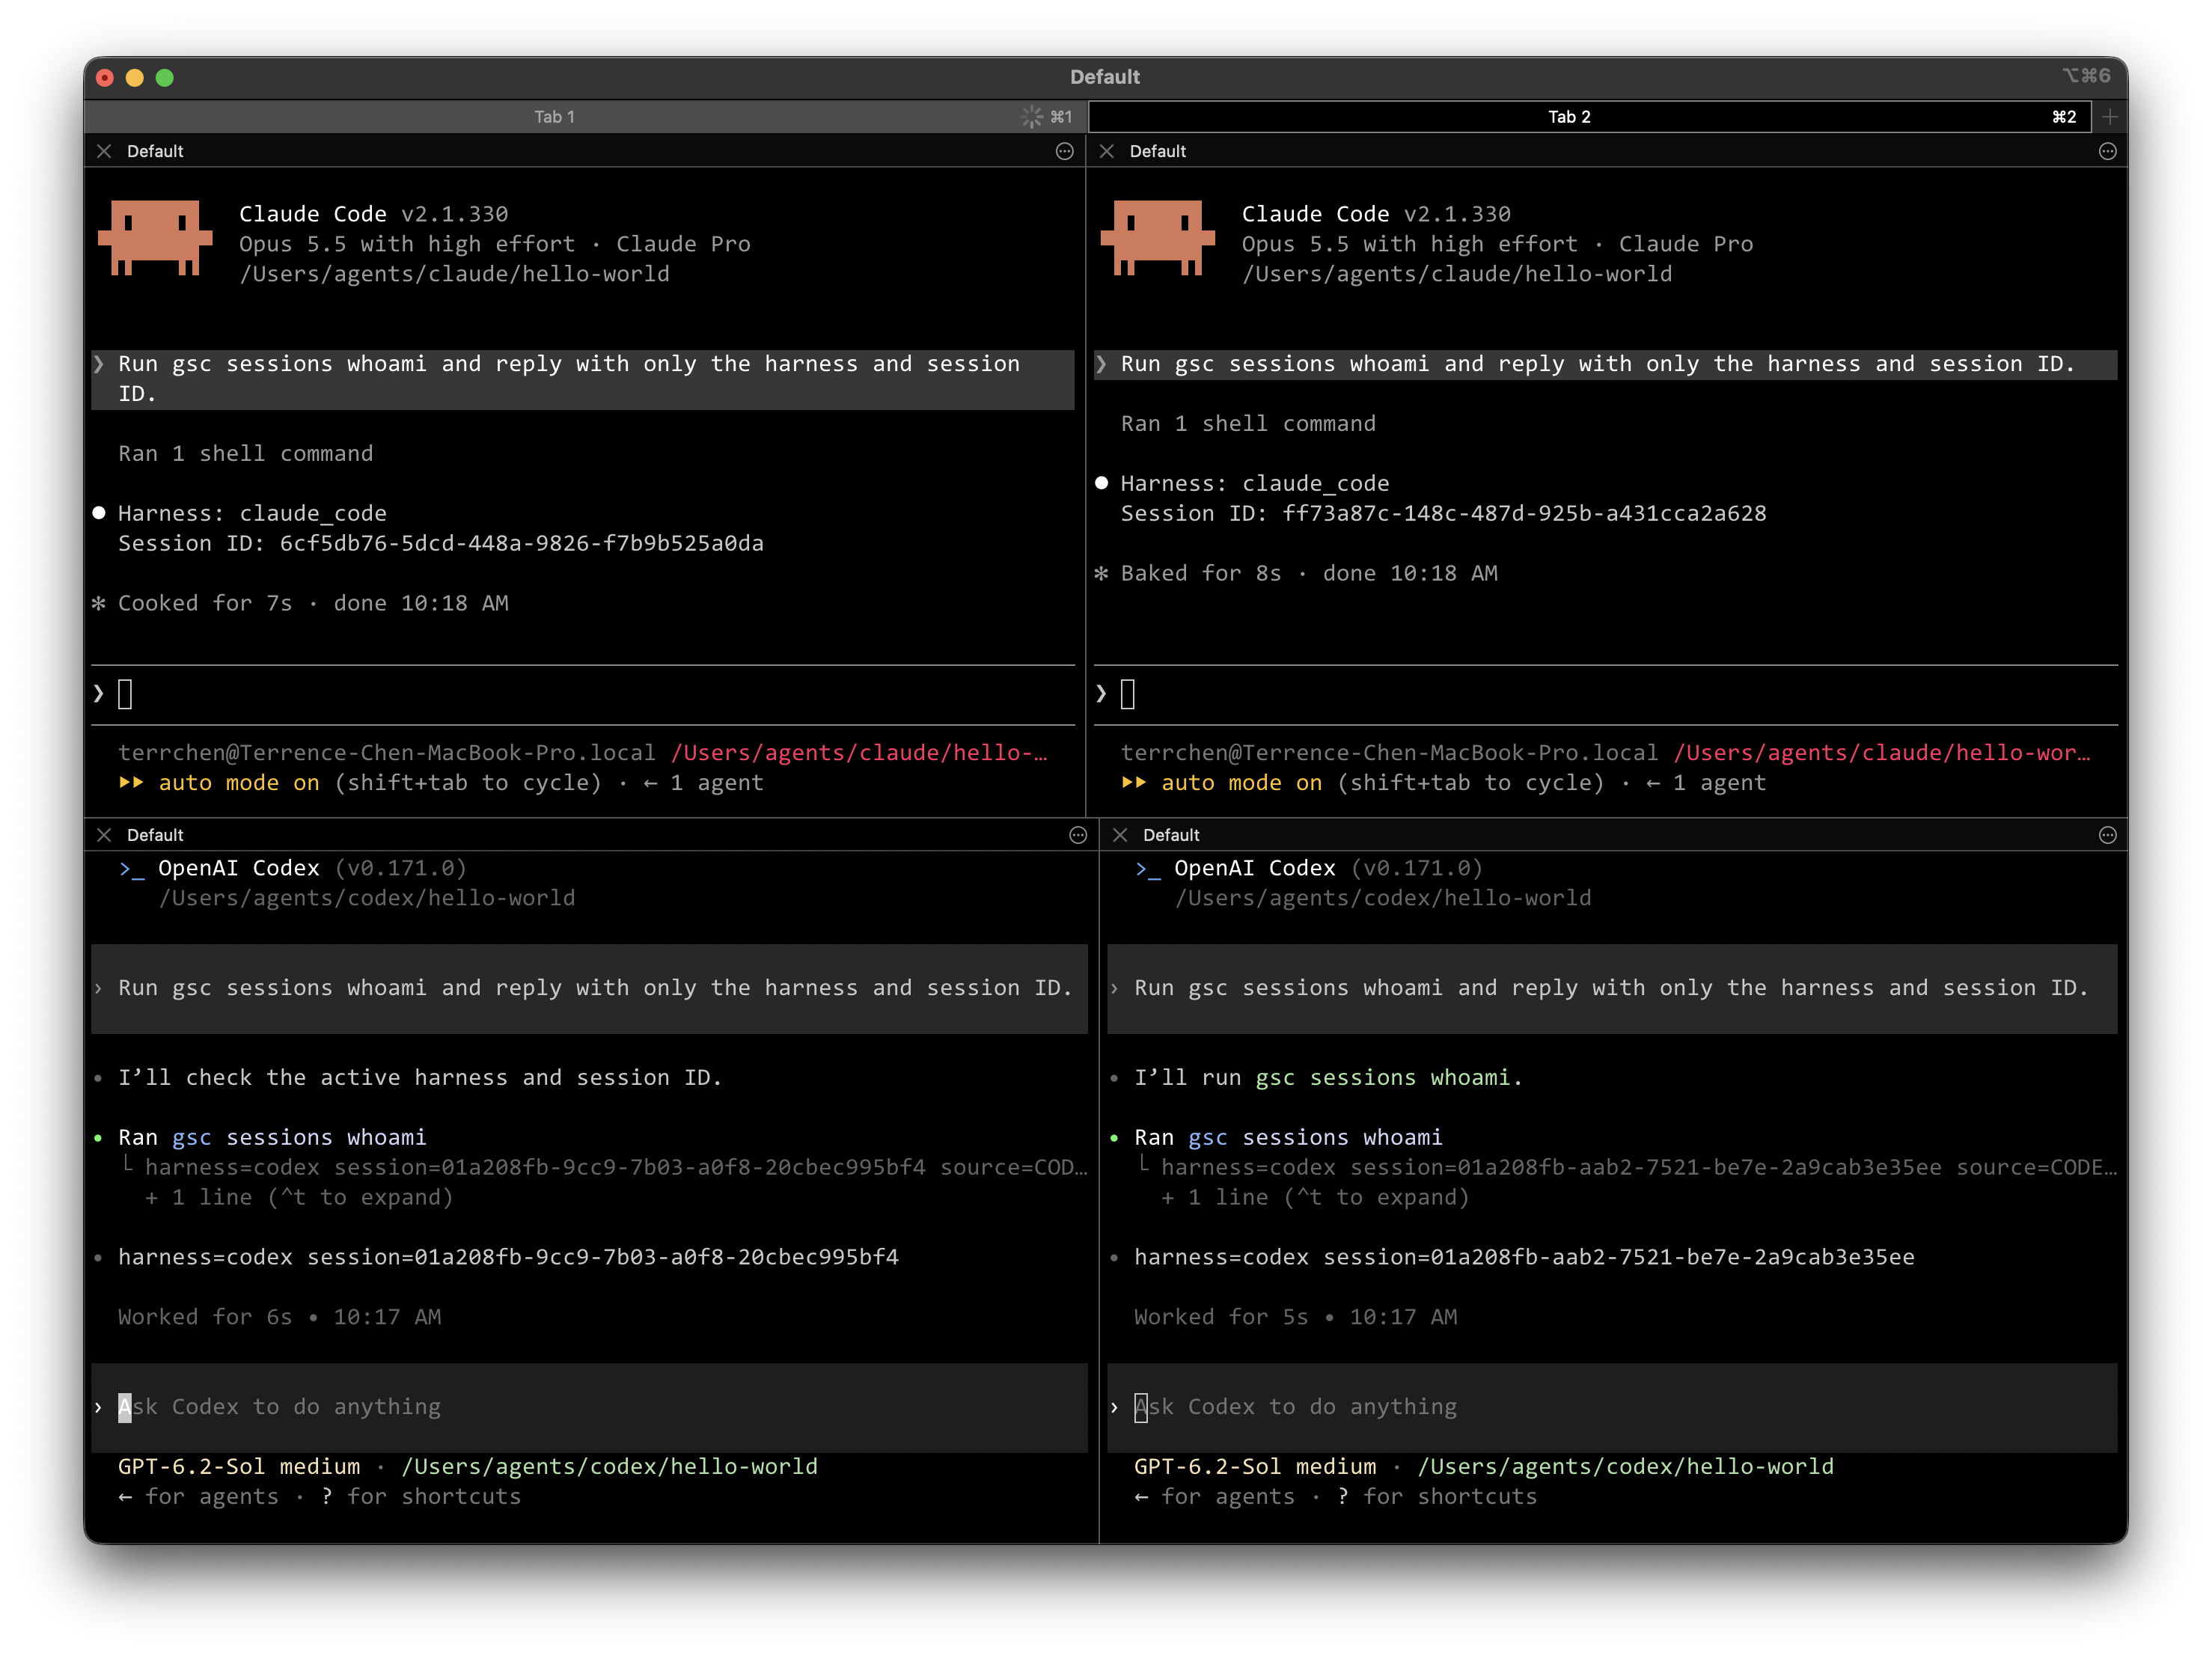 Default
⌥⌘6
Tab 1
⌘1
Tab 2
⌘2
Default
Claude Code v2.1.330
Opus 5.5 with high effort · Claude Pro
/Users/agents/claude/hello-world
❯ Run gsc sessions whoami and reply with only the harness and session
ID.
Ran 1 shell command
● Harness: claude_code
Session ID: 6cf5db76-5dcd-448a-9826-f7b9b525a0da
✻ Cooked for 7s · done 10:18 AM
❯
terrchen@Terrence-Chen-MacBook-Pro.local /Users/agents/claude/hello-…
⏵⏵ auto mode on (shift+tab to cycle) · ← 1 agent
Default
Claude Code v2.1.330
Opus 5.5 with high effort · Claude Pro
/Users/agents/claude/hello-world
❯ Run gsc sessions whoami and reply with only the harness and session ID.
Ran 1 shell command
● Harness: claude_code
Session ID: ff73a87c-148c-487d-925b-a431cca2a628
✻ Baked for 8s · done 10:18 AM
❯
terrchen@Terrence-Chen-MacBook-Pro.local /Users/agents/claude/hello-wor…
⏵⏵ auto mode on (shift+tab to cycle) · ← 1 agent
Default
>_ OpenAI Codex (v0.171.0)
/Users/agents/codex/hello-world
› Run gsc sessions whoami and reply with only the harness and session ID.
• I’ll check the active harness and session ID.
• Ran gsc sessions whoami
└ harness=codex session=01a208fb-9cc9-7b03-a0f8-20cbec995bf4 source=COD…
+ 1 line (^t to expand)
• harness=codex session=01a208fb-9cc9-7b03-a0f8-20cbec995bf4
Worked for 6s • 10:17 AM
› Ask Codex to do anything
GPT-6.2-Sol medium · /Users/agents/codex/hello-world
← for agents · ? for shortcuts
Default
>_ OpenAI Codex (v0.171.0)
/Users/agents/codex/hello-world
› Run gsc sessions whoami and reply with only the harness and session ID.
• I’ll run gsc sessions whoami.
• Ran gsc sessions whoami
└ harness=codex session=01a208fb-aab2-7521-be7e-2a9cab3e35ee source=CODE…
+ 1 line (^t to expand)
• harness=codex session=01a208fb-aab2-7521-be7e-2a9cab3e35ee
Worked for 5s • 10:17 AM
› Ask Codex to do anything
GPT-6.2-Sol medium · /Users/agents/codex/hello-world
← for agents · ? for shortcuts